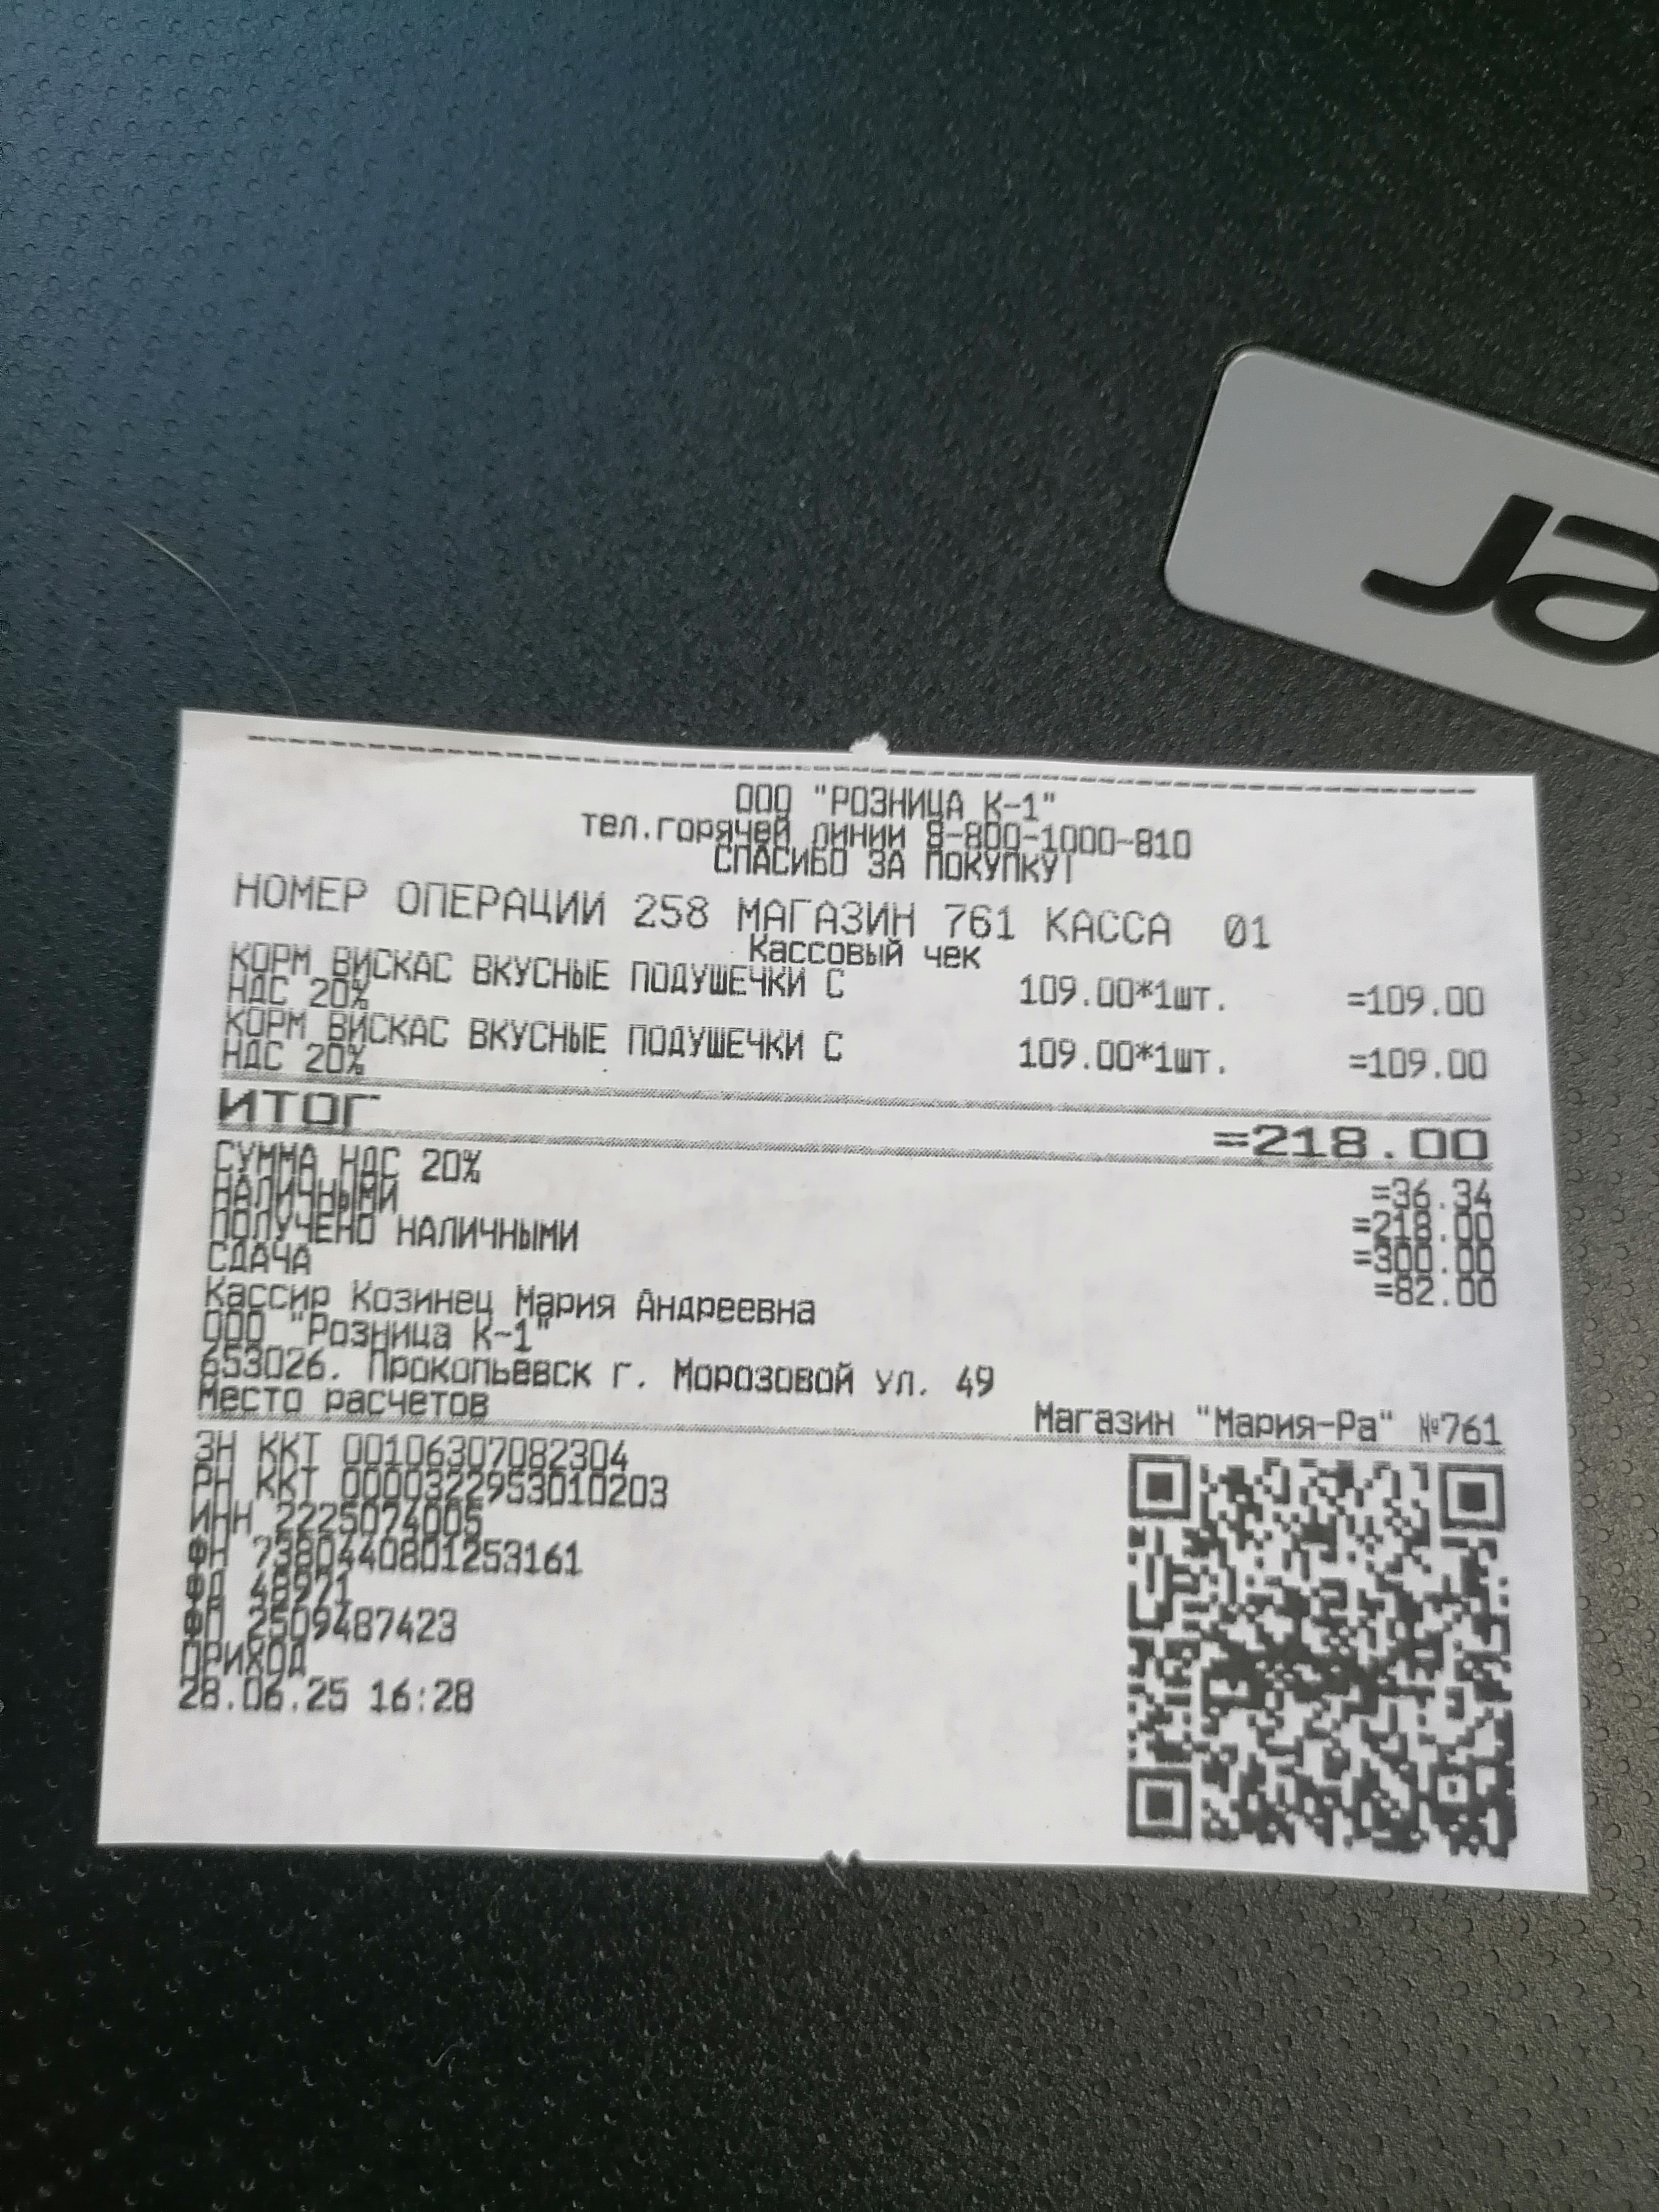 ООО "РОЗНИЦА К-1"
тел.горячей линии 8-800-1000-810
СПАСИБО ЗА ПОКУПКУ!
НОМЕР ОПЕРАЦИИ 258 МАГАЗИН 761 КАССА 01
Кассовый чек
КОРМ ВИСКАС ВКУСНЫЕ ПОДУШЕЧКИ С 109.00*1шт. =109.00
НДС 20%
КОРМ ВИСКАС ВКУСНЫЕ ПОДУШЕЧКИ С 109.00*1шт. =109.00
НДС 20%
ИТОГ =218.00
СУММА НДС 20% =36.34
НАЛИЧНЫМИ =218.00
ПОЛУЧЕНО НАЛИЧНЫМИ =300.00
СДАЧА =82.00
Кассир Козинец Мария Андреевна
ООО "Розница К-1"
653026. Прокопьевск г. Морозовой ул. 49
Место расчетов Магазин "Мария-Ра" №761
ЗН ККТ 00106307082304
РН ККТ 0000322953010203
ИНН 2225074005
ФН 7380440801253161
ФД 48971
ФП 2509487423
ПРИХОД
28.06.25 16:28